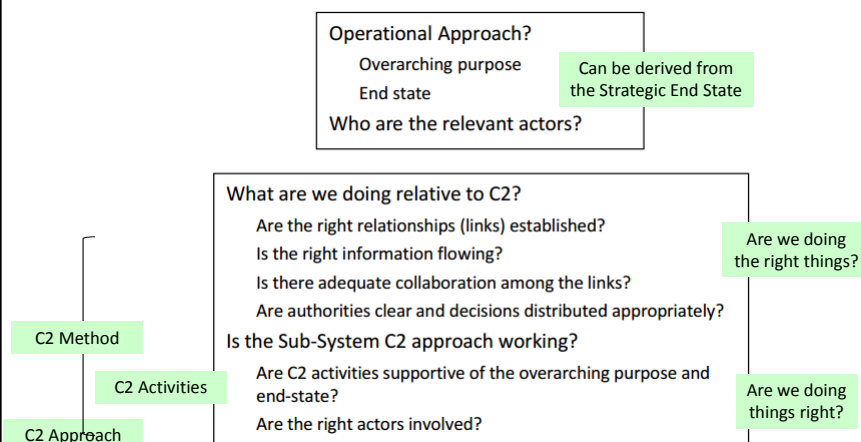 Operational Approach?
Overarching purpose
End state
Who are the relevant actors?
Can be derived from
the Strategic End State
What are we doing relative to C2?
Are the right relationships (links) established?
Is the right information flowing?
Is there adequate collaboration among the links?
Are authorities clear and decisions distributed appropriately?
Are we doing
the right things?
Is the Sub-System C2 approach working?
Are C2 activities supportive of the overarching purpose and
end-state?
Are the right actors involved?
Are we doing
things right?
C2 Method
C2 Activities
C2 Approach